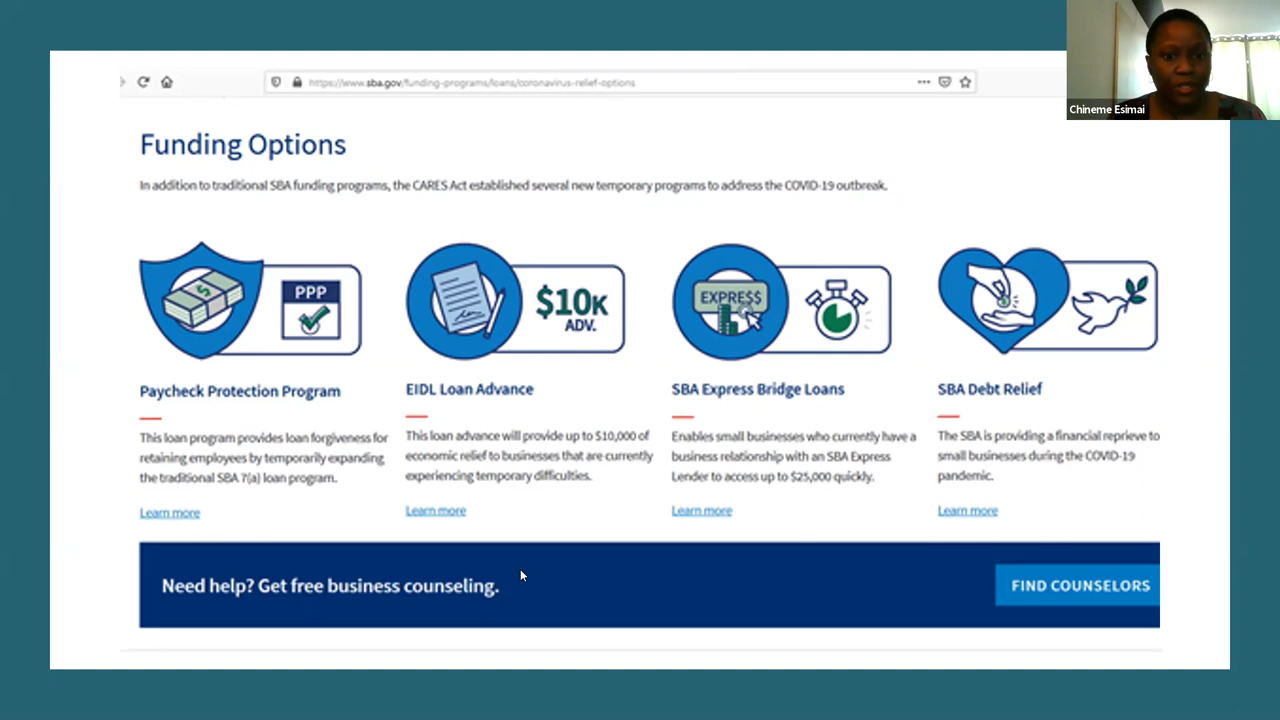 Chineme Esimai
https://www.sba.gov/funding-programs/loans/coronavirus-relief-options
Funding Options
In addition to traditional SBA funding programs, the CARES Act established several new temporary programs to address the COVID-19 outbreak.
$
PPP
Paycheck Protection Program
This loan program provides loan forgiveness for
retaining employees by temporarily expanding
the traditional SBA 7(a) loan program.
Learn more
$10K
ADV.
EIDL Loan Advance
This loan advance will provide up to $10,000 of
economic relief to businesses that are currently
experiencing temporary difficulties.
Learn more
EXPRE$$
SBA Express Bridge Loans
Enables small businesses who currently have a
business relationship with an SBA Express
Lender to access up to $25,000 quickly.
Learn more
$
SBA Debt Relief
The SBA is providing a financial reprieve to
small businesses during the COVID-19
pandemic.
Learn more
Need help? Get free business counseling.
FIND COUNSELORS